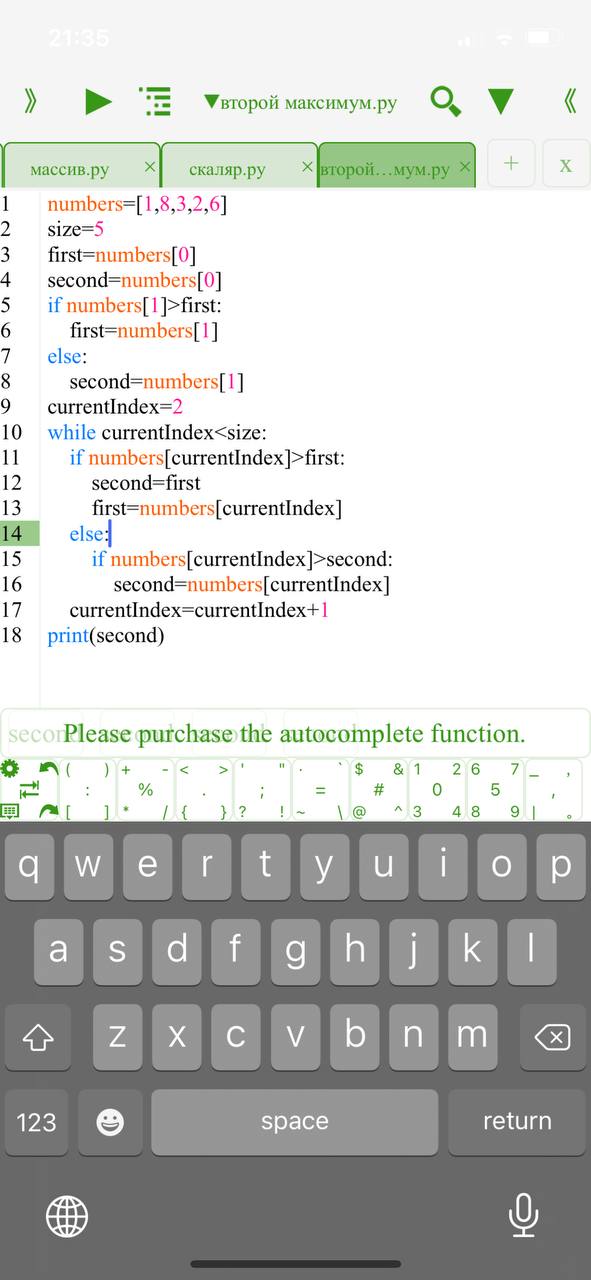 21:35
второй максимум.ру
массив.ру × скаляр.ру × второй…мум.ру × + x
1 numbers=[1,8,3,2,6]
2 size=5
3 first=numbers[0]
4 second=numbers[0]
5 if numbers[1]>first:
6 first=numbers[1]
7 else:
8 second=numbers[1]
9 currentIndex=2
10 while currentIndex<size:
11 if numbers[currentIndex]>first:
12 second=first
13 first=numbers[currentIndex]
14 else:
15 if numbers[currentIndex]>second:
16 second=numbers[currentIndex]
17 currentIndex=currentIndex+1
18 print(second)
second
Please purchase the autocomplete function.
( ) + - < > ' " · ` $ & 1 2 6 7 _ ,
: % . ; = # 0 5 ,
[ ] * / { } ? ! ~ \ @ ^ 3 4 8 9 | 。
q w e r t y u i o p
a s d f g h j k l
z x c v b n m
123 space return